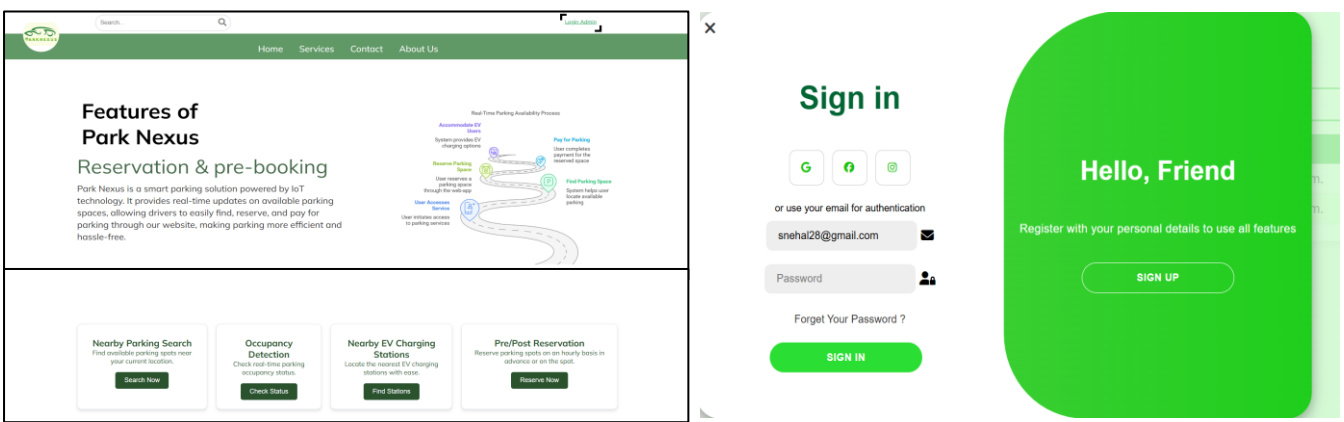 Search..
Login Admin
PARKNEXUS
Home Services Contact About Us
Features of
Park Nexus
Reservation & pre-booking
Park Nexus is a smart parking solution powered by IoT
technology. It provides real-time updates on available parking
spaces, allowing drivers to easily find, reserve, and pay for
parking through our website, making parking more efficient and
hassle-free.
Real-Time Parking Availability Process
Accommodate EV
Users
System provides EV
charging options
Pay for Parking
User completes
payment for the
reserved space
Reserve Parking
Space
User reserves a
parking space
through the web-app
Find Parking Space
System helps user
locate available
parking
User Accesses
Service
User initiates access
to parking services
Nearby Parking Search
Find available parking spots near
your current location.
Search Now
Occupancy
Detection
Check real-time parking
occupancy status.
Check Status
Nearby EV Charging
Stations
Locate the nearest EV charging
stations with ease.
Find Stations
Pre/Post Reservation
Reserve parking spots on an hourly basis in
advance or on the spot.
Reserve Now
Sign in
G
or use your email for authentication
snehal28@gmail.com
Password
Forget Your Password ?
SIGN IN
Hello, Friend
Register with your personal details to use all features
SIGN UP
m.
m.